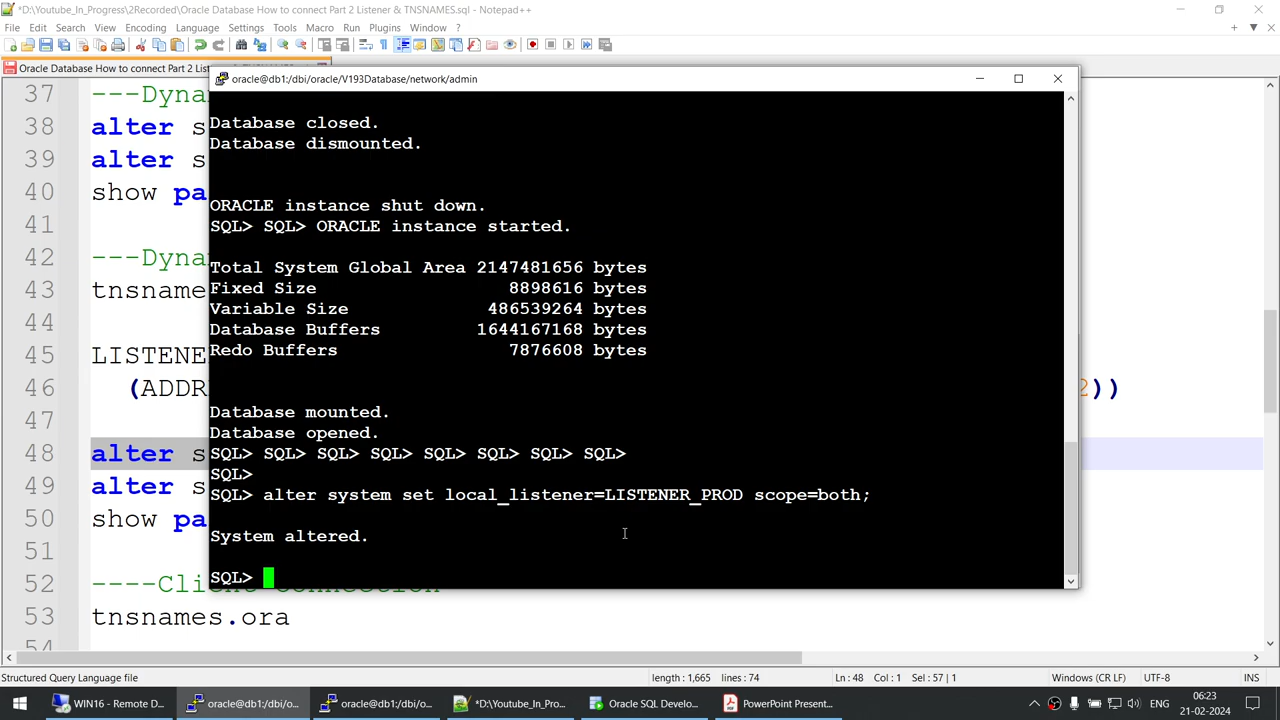 *D:\Youtube_In_Progress\2Recorded\Oracle Database How to connect Part 2 Listener & TNSNAMES.sql - Notepad++
File Edit Search View Encoding Language Settings Tools Macro Run Plugins Window ?
Oracle Database How to connect Part 2 List
oracle@db1:/dbi/oracle/V193Database/network/admin
37 ---Dynam
38 alter s
39 alter s
40 show pa
41
42 ---Dynam
43 tnsname
44
45 LISTENE
46 (ADDR 2))
47
48 alter s
49 alter s
50 show pa
51
52 ----Client connection
53 tnsnames.ora
54
Database closed.
Database dismounted.
ORACLE instance shut down.
SQL> SQL> ORACLE instance started.
Total System Global Area 2147481656 bytes
Fixed Size 8898616 bytes
Variable Size 486539264 bytes
Database Buffers 1644167168 bytes
Redo Buffers 7876608 bytes
Database mounted.
Database opened.
SQL> SQL> SQL> SQL> SQL> SQL> SQL> SQL>
SQL>
SQL> alter system set local_listener=LISTENER_PROD scope=both;
System altered.
SQL>
Structured Query Language file length : 1,665 lines : 74 Ln : 48 Col : 1 Sel : 57 | 1 Windows (CR LF) UTF-8 INS
WIN16 - Remote D... oracle@db1:/dbi/o... oracle@db1:/dbi/o... *D:\Youtube_In_Pro... Oracle SQL Develo... PowerPoint Present... ENG 06:23
21-02-2024